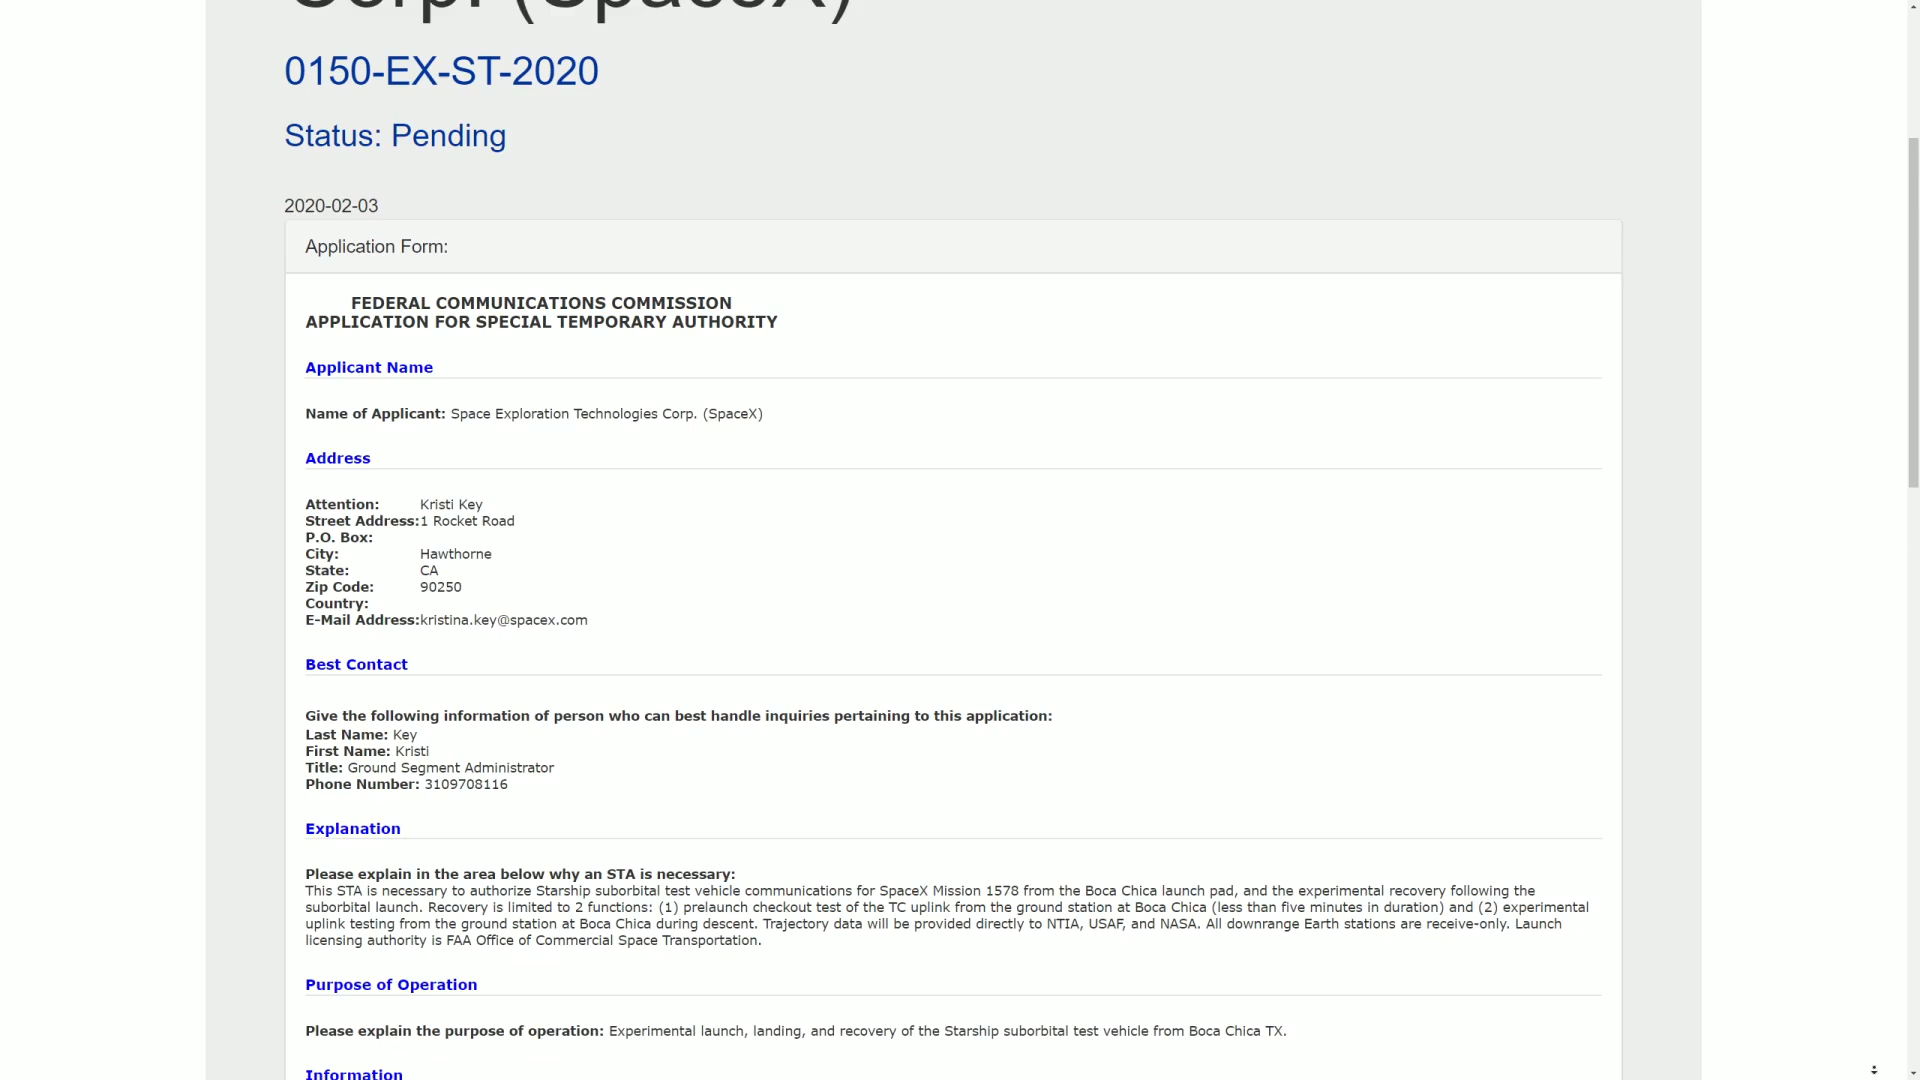 Corp. (SpaceX)
0150-EX-ST-2020
Status: Pending
2020-02-03
Application Form:
FEDERAL COMMUNICATIONS COMMISSION
APPLICATION FOR SPECIAL TEMPORARY AUTHORITY
Applicant Name
Name of Applicant: Space Exploration Technologies Corp. (SpaceX)
Address
Attention: Kristi Key
Street Address:1 Rocket Road
P.O. Box:
City: Hawthorne
State: CA
Zip Code: 90250
Country:
E-Mail Address:kristina.key@spacex.com
Best Contact
Give the following information of person who can best handle inquiries pertaining to this application:
Last Name: Key
First Name: Kristi
Title: Ground Segment Administrator
Phone Number: 3109708116
Explanation
Please explain in the area below why an STA is necessary:
This STA is necessary to authorize Starship suborbital test vehicle communications for SpaceX Mission 1578 from the Boca Chica launch pad, and the experimental recovery following the
suborbital launch. Recovery is limited to 2 functions: (1) prelaunch checkout test of the TC uplink from the ground station at Boca Chica (less than five minutes in duration) and (2) experimental
uplink testing from the ground station at Boca Chica during descent. Trajectory data will be provided directly to NTIA, USAF, and NASA. All downrange Earth stations are receive-only. Launch
licensing authority is FAA Office of Commercial Space Transportation.
Purpose of Operation
Please explain the purpose of operation: Experimental launch, landing, and recovery of the Starship suborbital test vehicle from Boca Chica TX.
Information